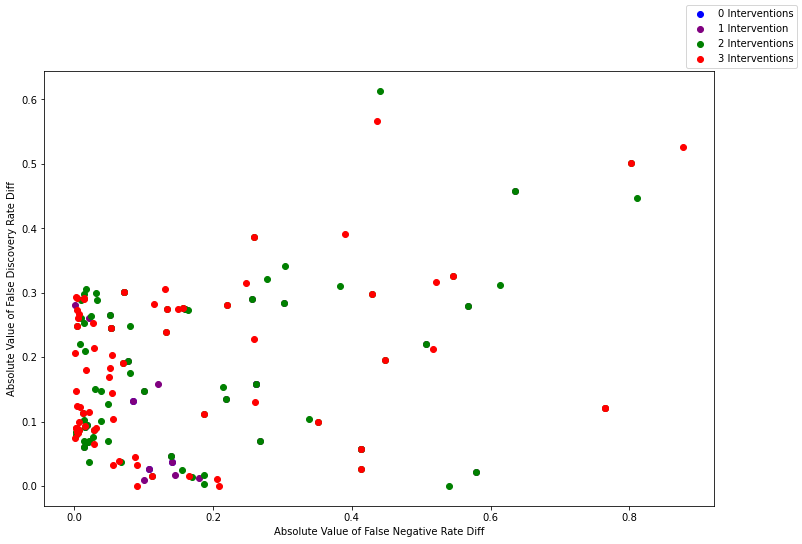 0 Interventions
1 Intervention
2 Interventions
3 Interventions
0.6
0.5
0.4
0.3
0.2
0.1
0.0
Absolute Value of False Discovery Rate Diff
0.0 0.2 0.4 0.6 0.8
Absolute Value of False Negative Rate Diff